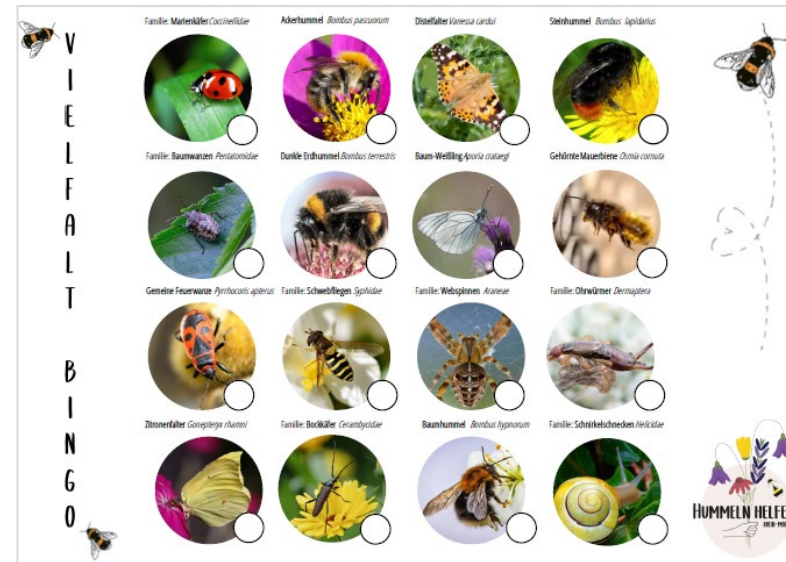 VIELFALT BINGO
Familie: Marienkäfer Coccinellidae
Ackerhummel Bombus pascuorum
Distelfalter Vanessa cardui
Steinhummel Bombus lapidarius
Familie: Baumwanzen Pentatomidae
Dunkle Erdhummel Bombus terrestris
Baum-Weißling Aporia crataegi
Gehörnte Mauerbiene Osmia cornuta
Gemeine Feuerwanze Pyrrhocoris apterus
Familie: Schwebfliegen Syphidae
Familie: Webspinnen Araneae
Familie: Ohrwürmer Dermaptera
Zitronenfalter Gonepteryx rhamni
Familie: Bockkäfer Cerambycidae
Baumhummel Bombus hypnorum
Familie: Schnirkelschnecken Helicidae
HUMMELN HELFE